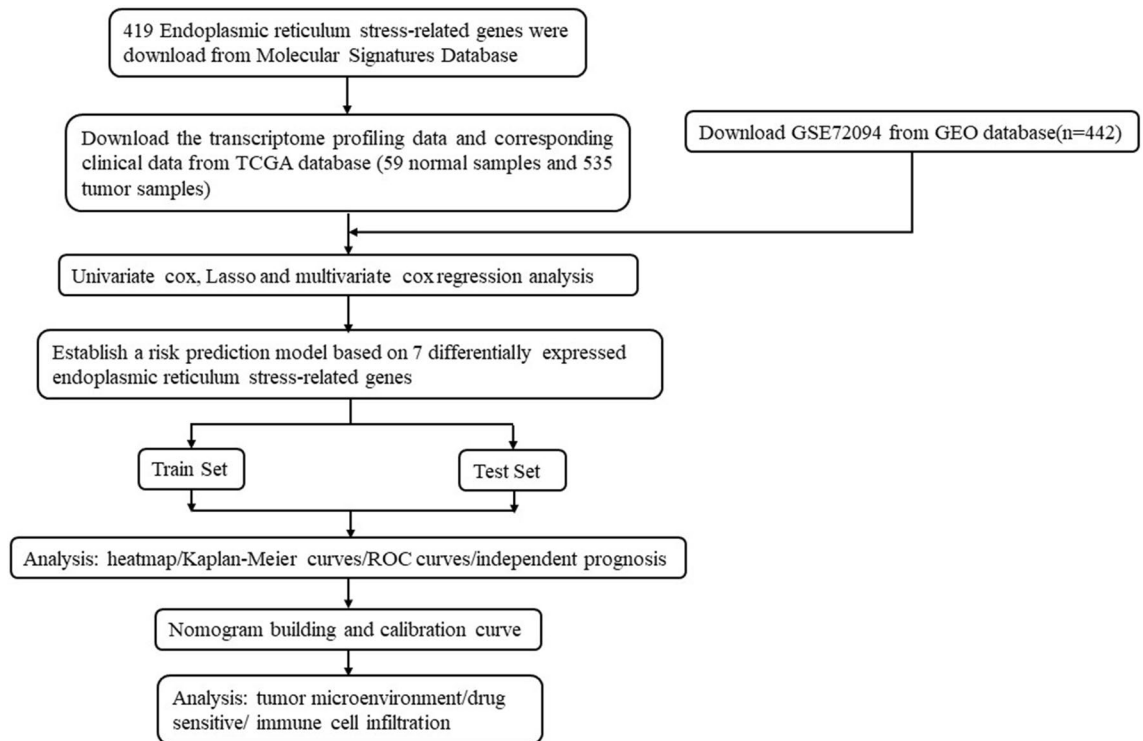 419 Endoplasmic reticulum stress-related genes were
download from Molecular Signatures Database
Download the transcriptome profiling data and corresponding
clinical data from TCGA database (59 normal samples and 535
tumor samples)
Download GSE72094 from GEO database(n=442)
Univariate cox, Lasso and multivariate cox regression analysis
Establish a risk prediction model based on 7 differentially expressed
endoplasmic reticulum stress-related genes
Train Set
Test Set
Analysis: heatmap/Kaplan-Meier curves/ROC curves/independent prognosis
Nomogram building and calibration curve
Analysis: tumor microenvironment/drug
sensitive/ immune cell infiltration